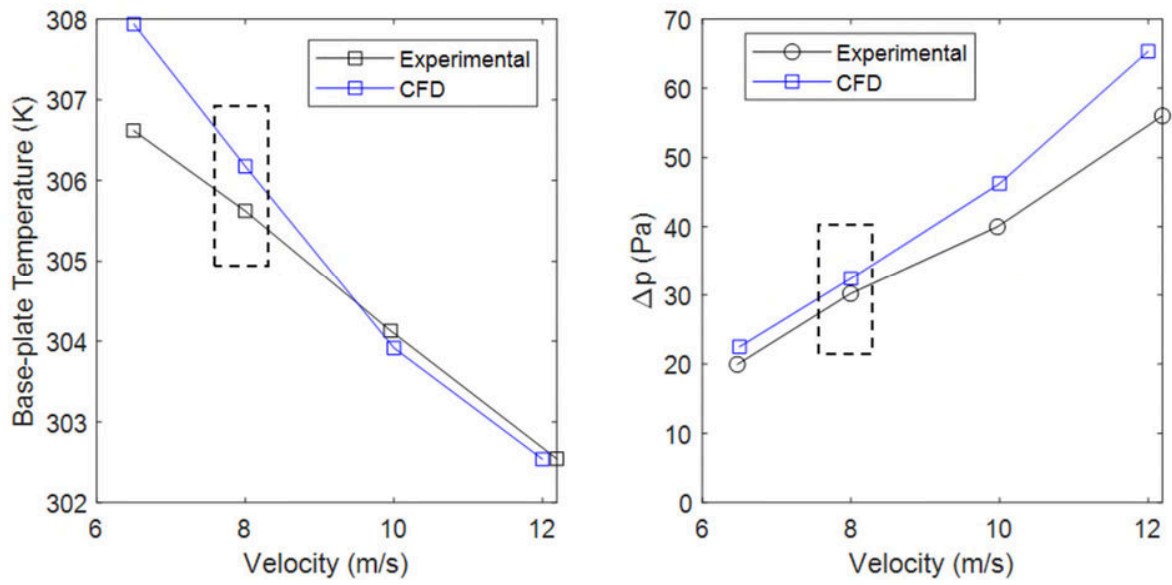 308
307
306
305
304
303
302
Base-plate Temperature (K)
6
8
10
12
Velocity (m/s)
Experimental
CFD
70
60
50
40
30
20
10
0
Δp (Pa)
6
8
10
12
Velocity (m/s)
Experimental
CFD